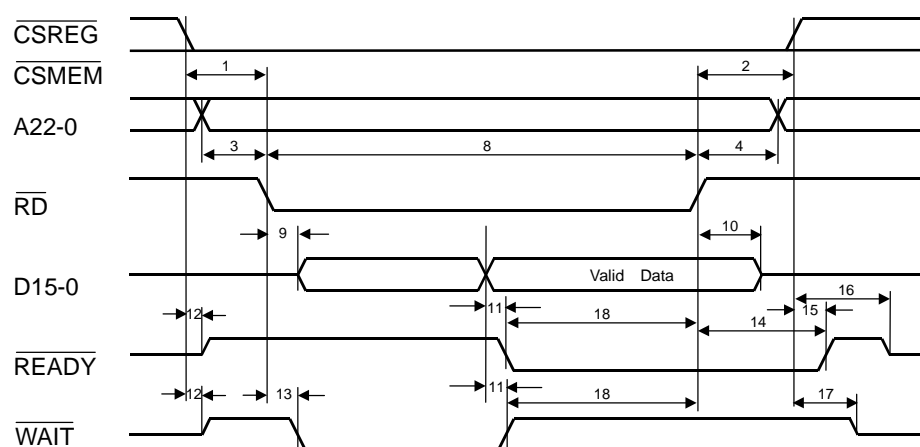 CSREG
1 2
CSMEM
A22-0
3 8 4
RD
9 10
Valid Data
D15-0
16
12 11 18 15
14
READY
12 13 11 18 17
WAIT